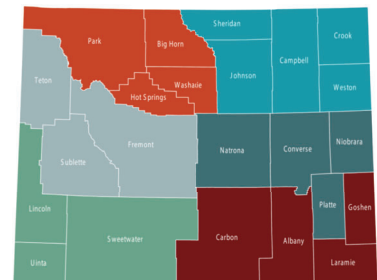 Sheridan
Park
Big Horn
Crook
Campbell
Johnson
Teton
Washakie
Weston
Hot Springs
Fremont
Niobrara
Natrona
Converse
Sublette
Platte
Goshen
Lincoln
Carbon
Albany
Sweetwater
Uinta
Laramie